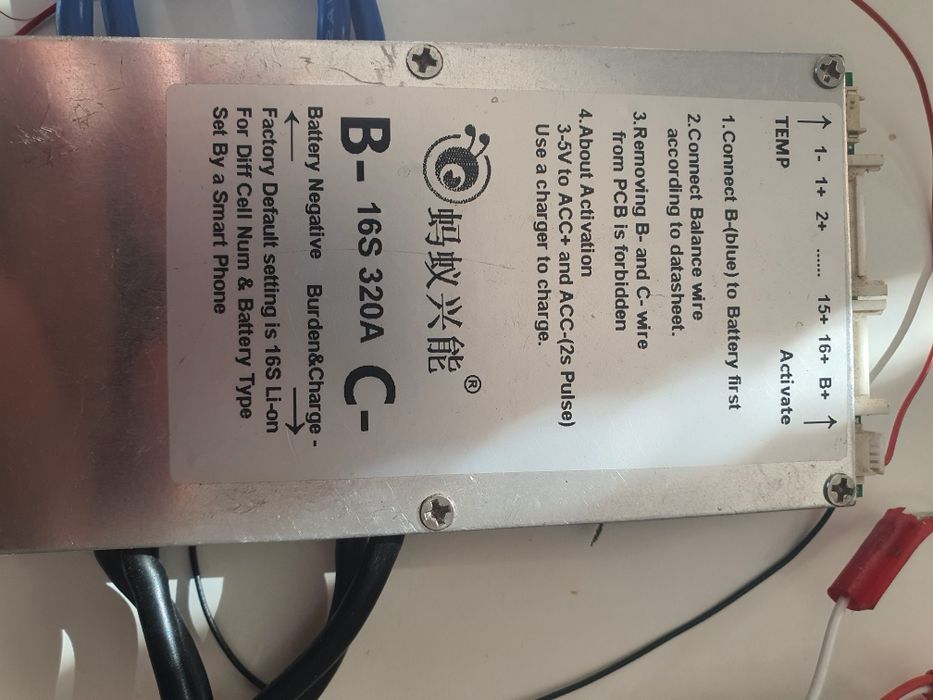 ↑ 1- 1+ 2+ ...... 15+ 16+ B+ ↑
TEMP Activate
1.Connect B-(blue) to Battery first
2.Connect Balance wire
according to datasheet.
3.Removing B- and C- wire
from PCB is forbidden
4.About Activation
3-5V to ACC+ and ACC-(2s Pulse)
Use a charger to charge.
蚂蚁兴能®
B- 16S 320A C-
Battery Negative Burden&Charge -
← →
Factory Default setting is 16S Li-on
For Diff Cell Num & Battery Type
Set By a Smart Phone